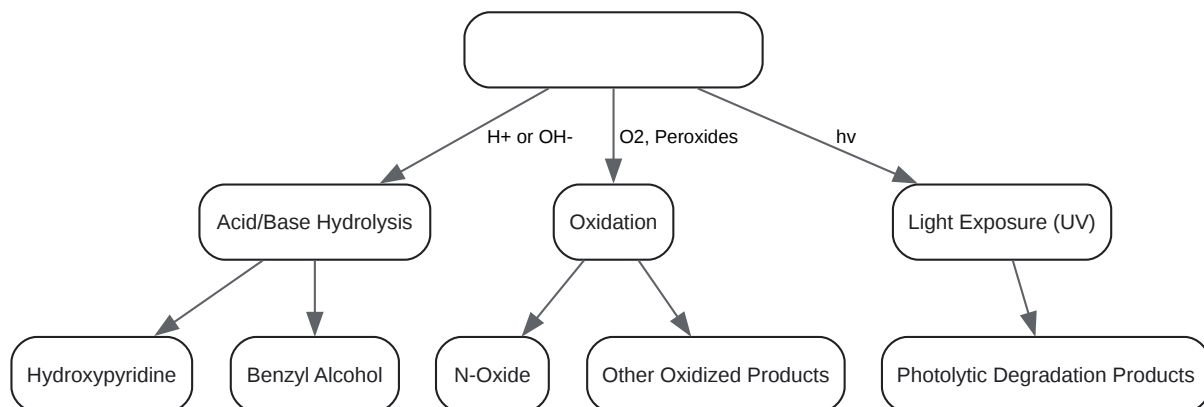 H+ or OH-
O2, Peroxides
hv
Acid/Base Hydrolysis
Oxidation
Light Exposure (UV)
Hydroxypyridine
Benzyl Alcohol
N-Oxide
Other Oxidized Products
Photolytic Degradation Products